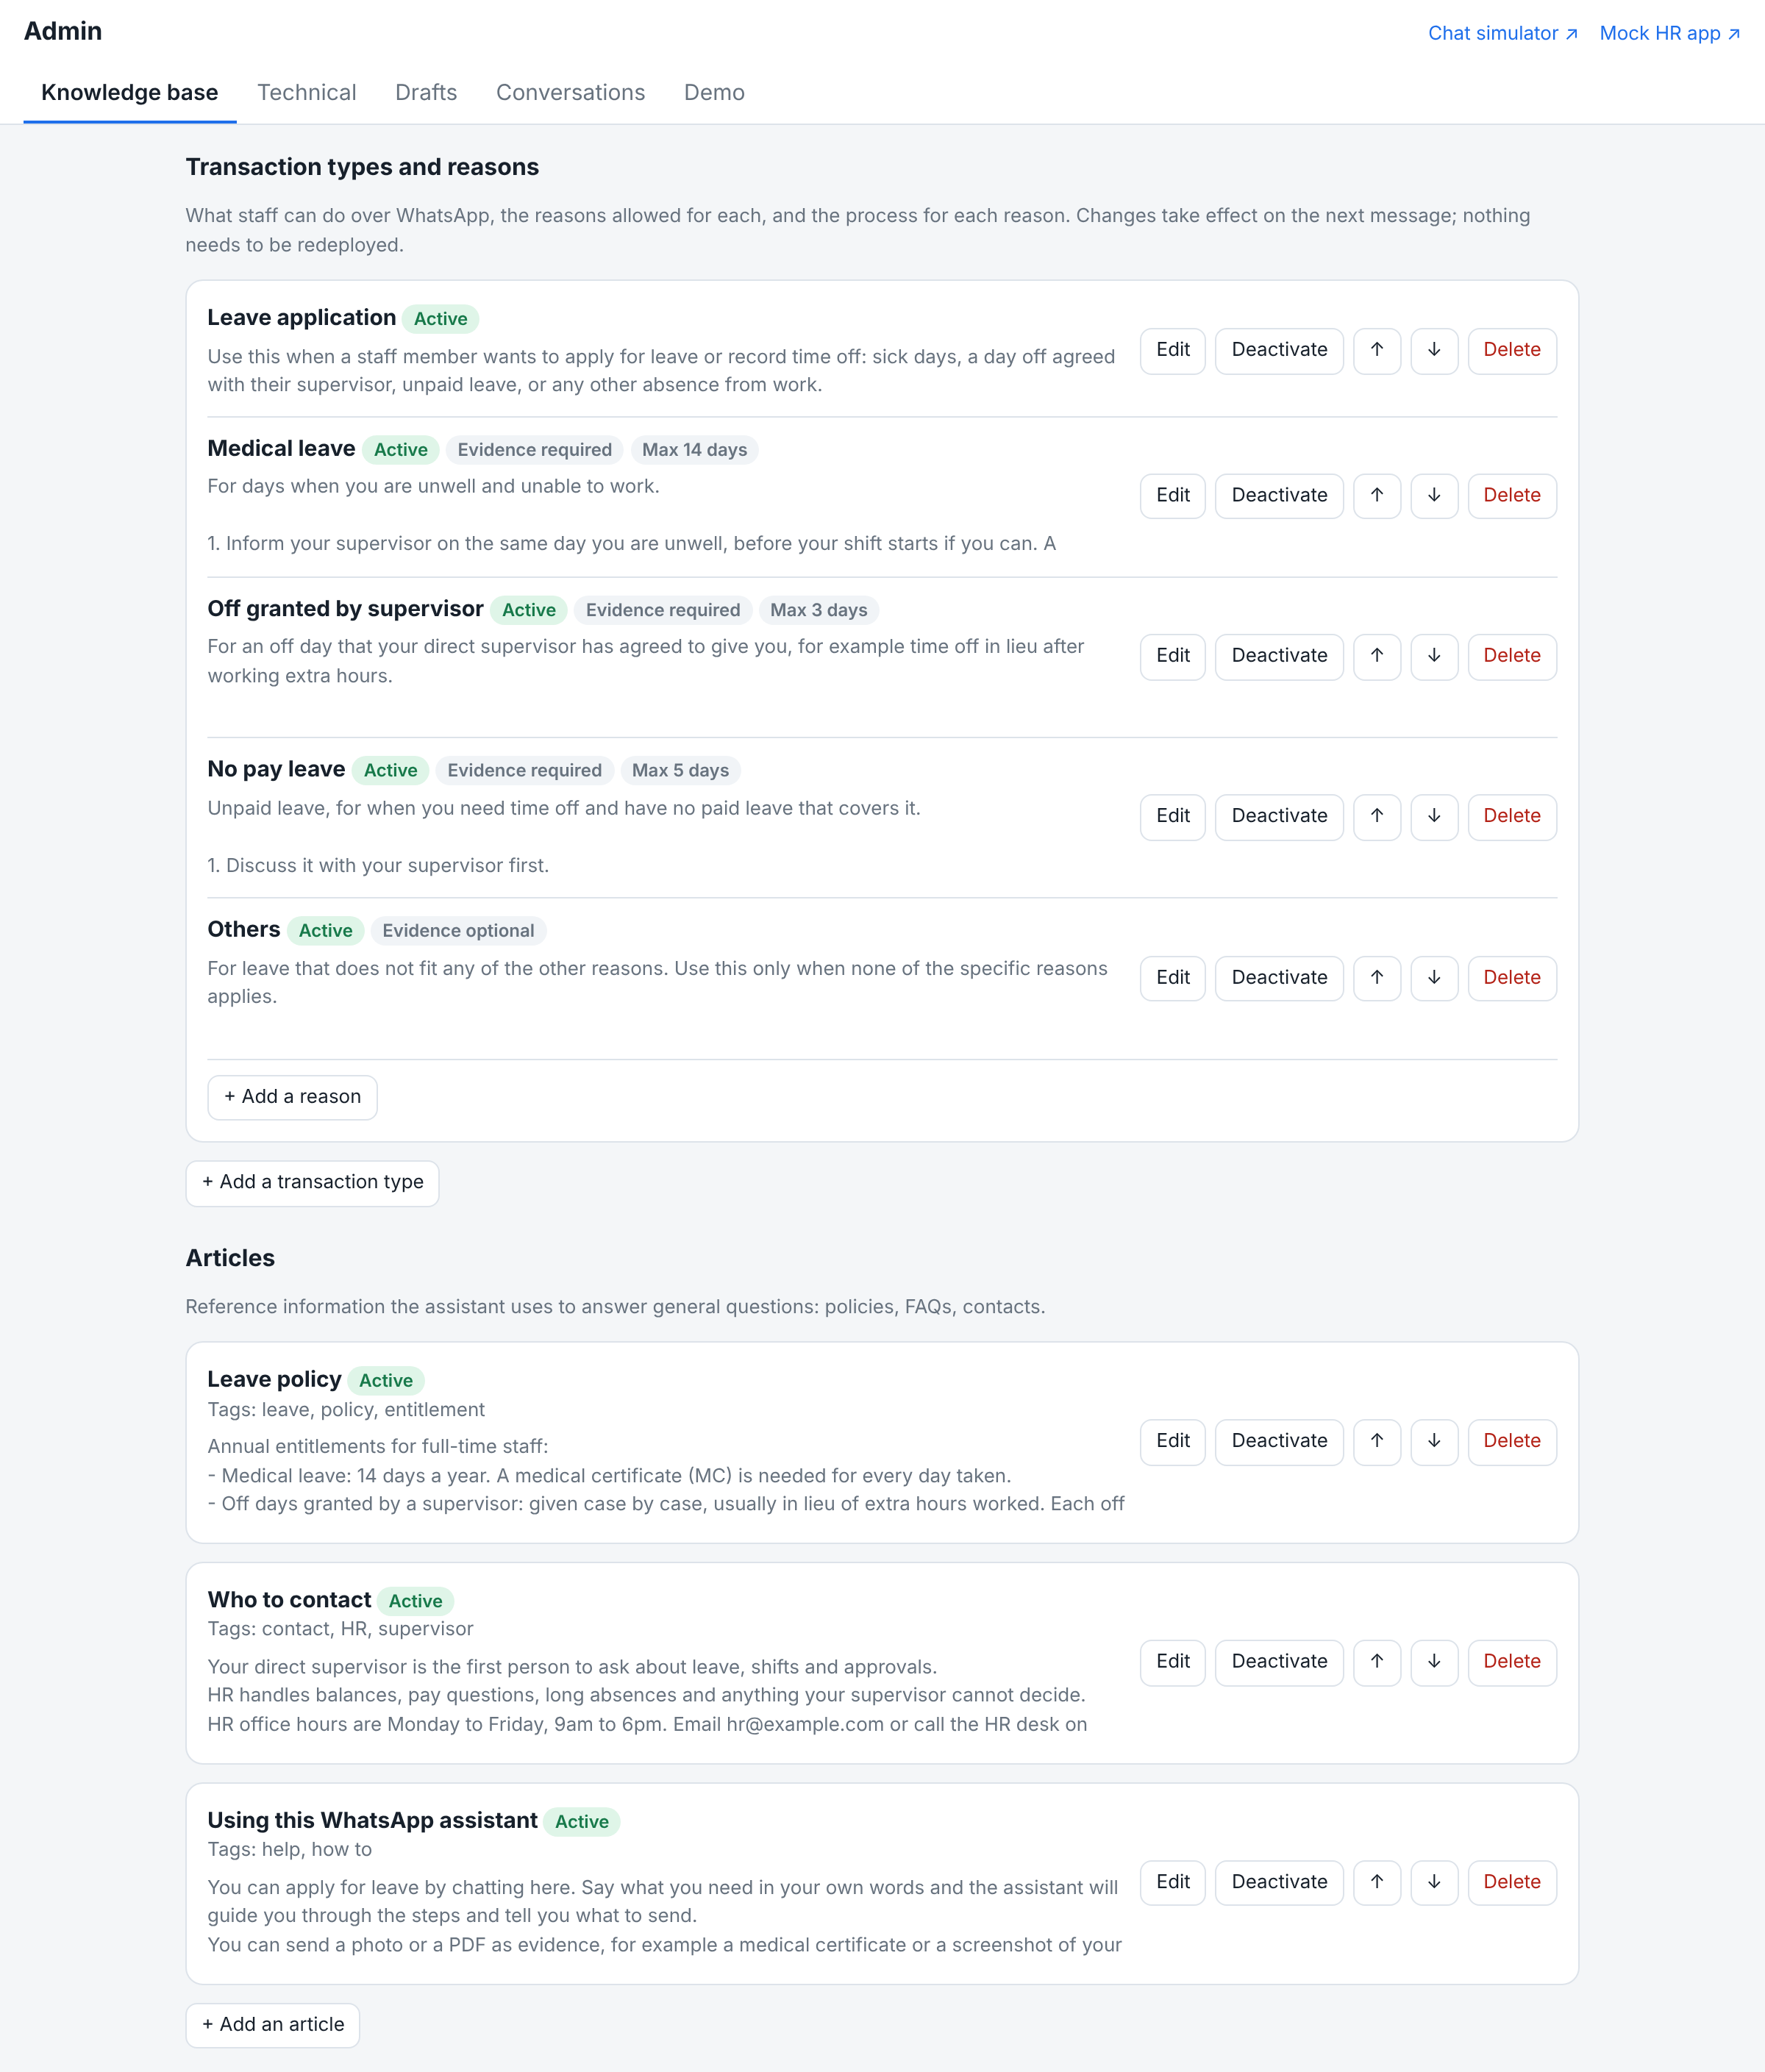 Admin
Chat simulator ↗ Mock HR app ↗
Knowledge base Technical Drafts Conversations Demo
Transaction types and reasons
What staff can do over WhatsApp, the reasons allowed for each, and the process for each reason. Changes take effect on the next message; nothing
needs to be redeployed.
Leave application Active
Use this when a staff member wants to apply for leave or record time off: sick days, a day off agreed
with their supervisor, unpaid leave, or any other absence from work.
Edit Deactivate ↑ ↓ Delete
Medical leave Active Evidence required Max 14 days
For days when you are unwell and unable to work.
1. Inform your supervisor on the same day you are unwell, before your shift starts if you can. A
Edit Deactivate ↑ ↓ Delete
Off granted by supervisor Active Evidence required Max 3 days
For an off day that your direct supervisor has agreed to give you, for example time off in lieu after
working extra hours.
Edit Deactivate ↑ ↓ Delete
No pay leave Active Evidence required Max 5 days
Unpaid leave, for when you need time off and have no paid leave that covers it.
1. Discuss it with your supervisor first.
Edit Deactivate ↑ ↓ Delete
Others Active Evidence optional
For leave that does not fit any of the other reasons. Use this only when none of the specific reasons
applies.
Edit Deactivate ↑ ↓ Delete
+ Add a reason
+ Add a transaction type
Articles
Reference information the assistant uses to answer general questions: policies, FAQs, contacts.
Leave policy Active
Tags: leave, policy, entitlement
Annual entitlements for full-time staff:
- Medical leave: 14 days a year. A medical certificate (MC) is needed for every day taken.
- Off days granted by a supervisor: given case by case, usually in lieu of extra hours worked. Each off
Edit Deactivate ↑ ↓ Delete
Who to contact Active
Tags: contact, HR, supervisor
Your direct supervisor is the first person to ask about leave, shifts and approvals.
HR handles balances, pay questions, long absences and anything your supervisor cannot decide.
HR office hours are Monday to Friday, 9am to 6pm. Email hr@example.com or call the HR desk on
Edit Deactivate ↑ ↓ Delete
Using this WhatsApp assistant Active
Tags: help, how to
You can apply for leave by chatting here. Say what you need in your own words and the assistant will
guide you through the steps and tell you what to send.
You can send a photo or a PDF as evidence, for example a medical certificate or a screenshot of your
Edit Deactivate ↑ ↓ Delete
+ Add an article